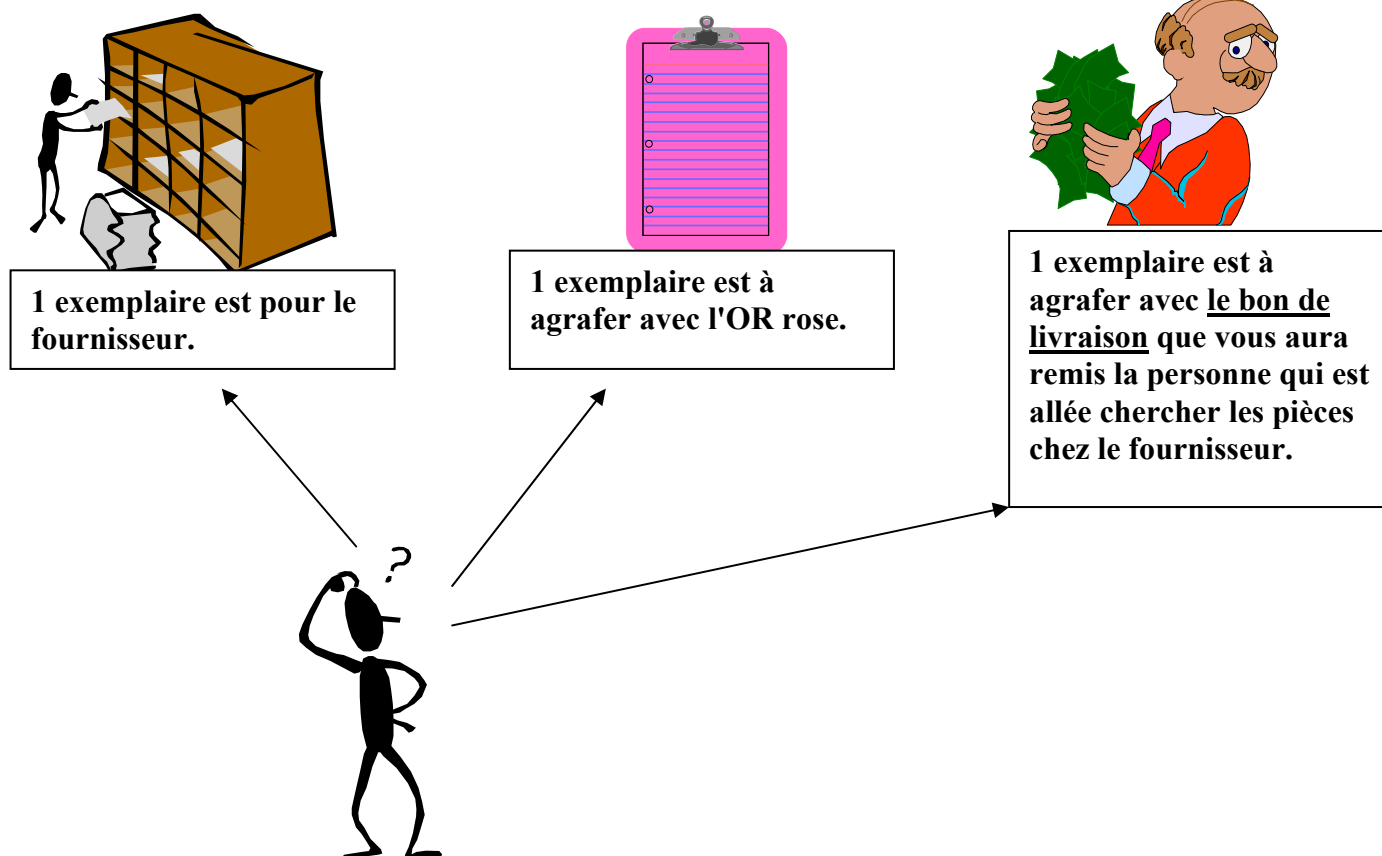 1 exemplaire est pour le
fournisseur.
1 exemplaire est à
agrafer avec l'OR rose.
1 exemplaire est à
agrafer avec le bon de
livraison que vous aura
remis la personne qui est
allée chercher les pièces
chez le fournisseur.
?